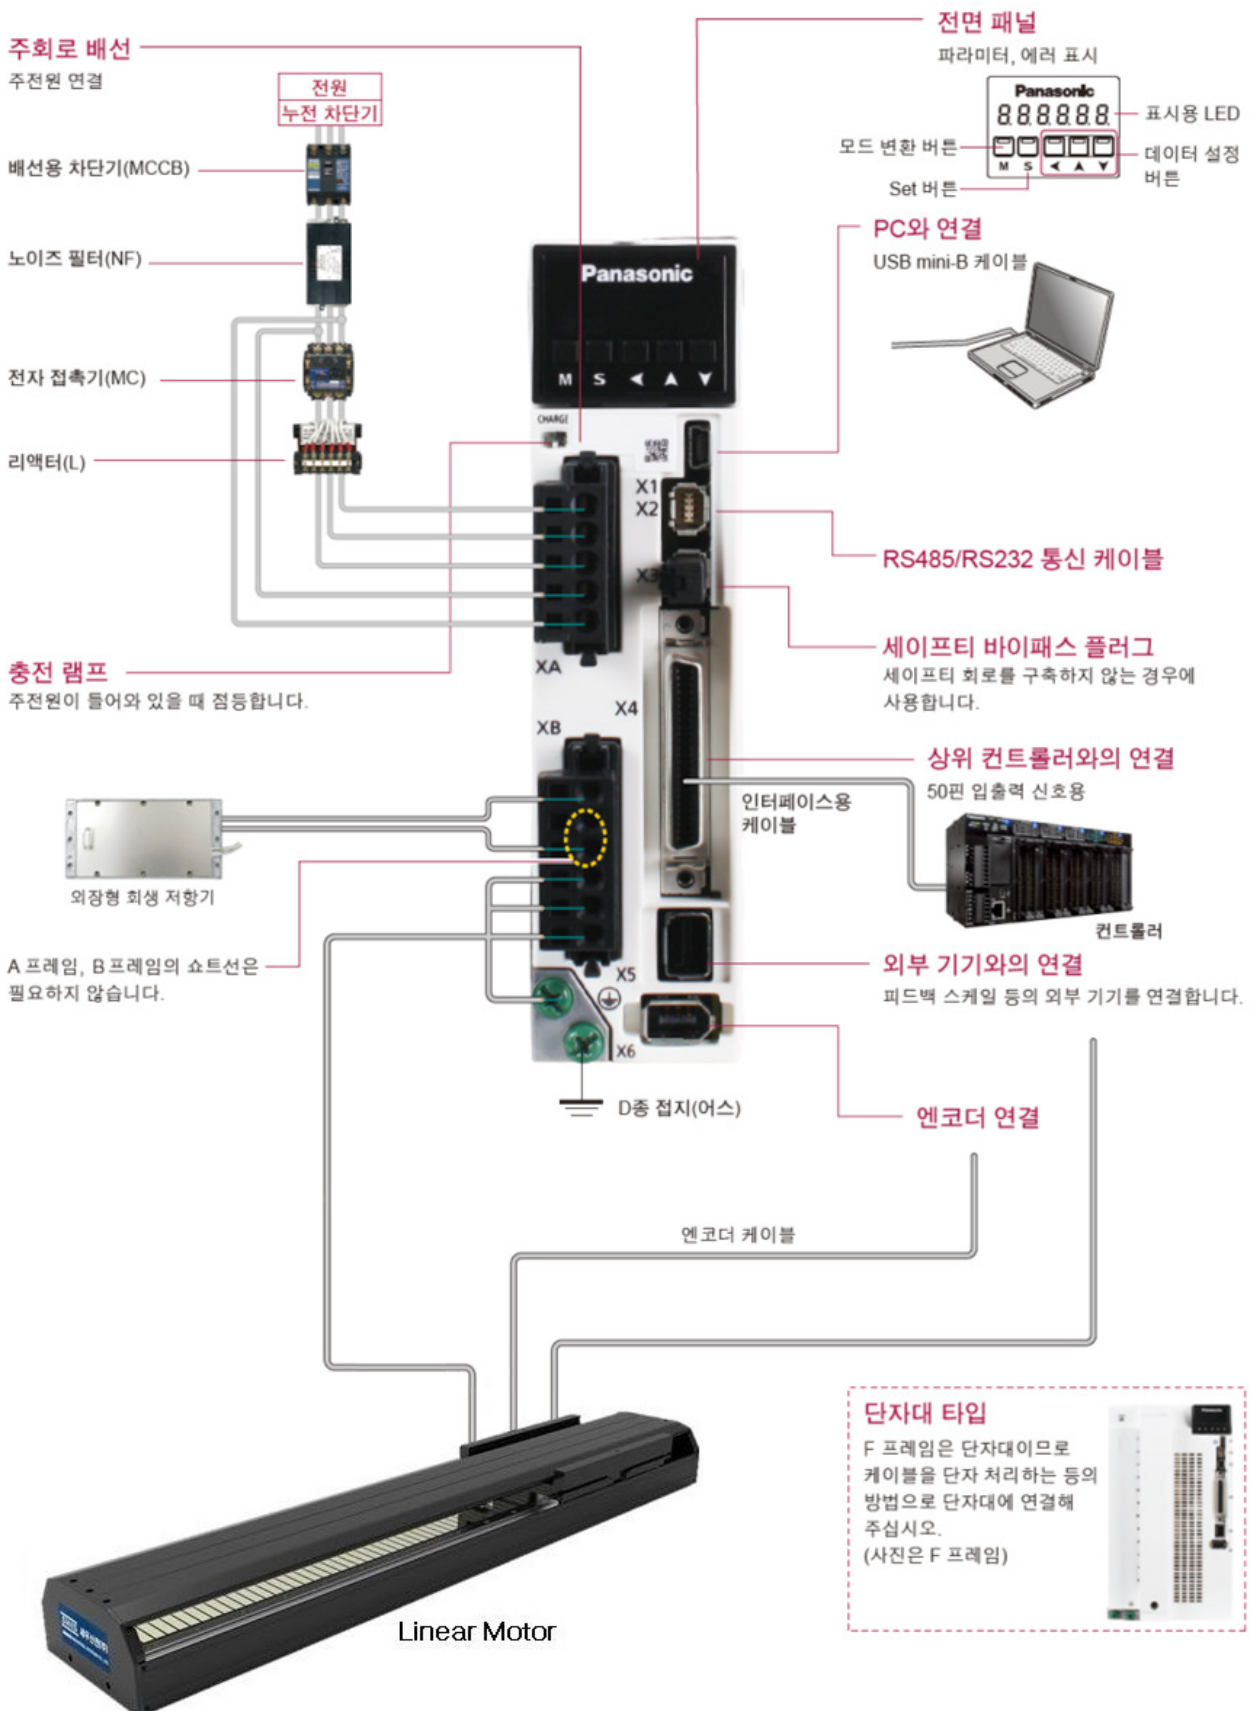 주회로 배선
주전원 연결
전원
누전 차단기
배선용 차단기(MCCB)
노이즈 필터(NF)
전자 접촉기(MC)
리액터(L)
전면 패널
파라미터, 에러 표시
Panasonic
8.8.8.8.8.8.
표시용 LED
모드 변환 버튼
M S
데이터 설정
버튼
Set 버튼
PC와 연결
USB mini-B 케이블
Panasonic
M S
CHARGE
X1
X2
RS485/RS232 통신 케이블
X3
세이프티 바이패스 플러그
세이프티 회로를 구축하지 않는 경우에
사용합니다.
XA
충전 램프
주전원이 들어와 있을 때 점등합니다.
X4
XB
상위 컨트롤러와의 연결
50핀 입출력 신호용
인터페이스용
케이블
컨트롤러
외장형 회생 저항기
A 프레임, B 프레임의 쇼트선은
필요하지 않습니다.
X5
외부 기기와의 연결
피드백 스케일 등의 외부 기기를 연결합니다.
X6
D종 접지(어스)
엔코더 연결
엔코더 케이블
단자대 타입
F 프레임은 단자대이므로
케이블을 단자 처리하는 등의
방법으로 단자대에 연결해
주십시오.
(사진은 F 프레임)
Linear Motor